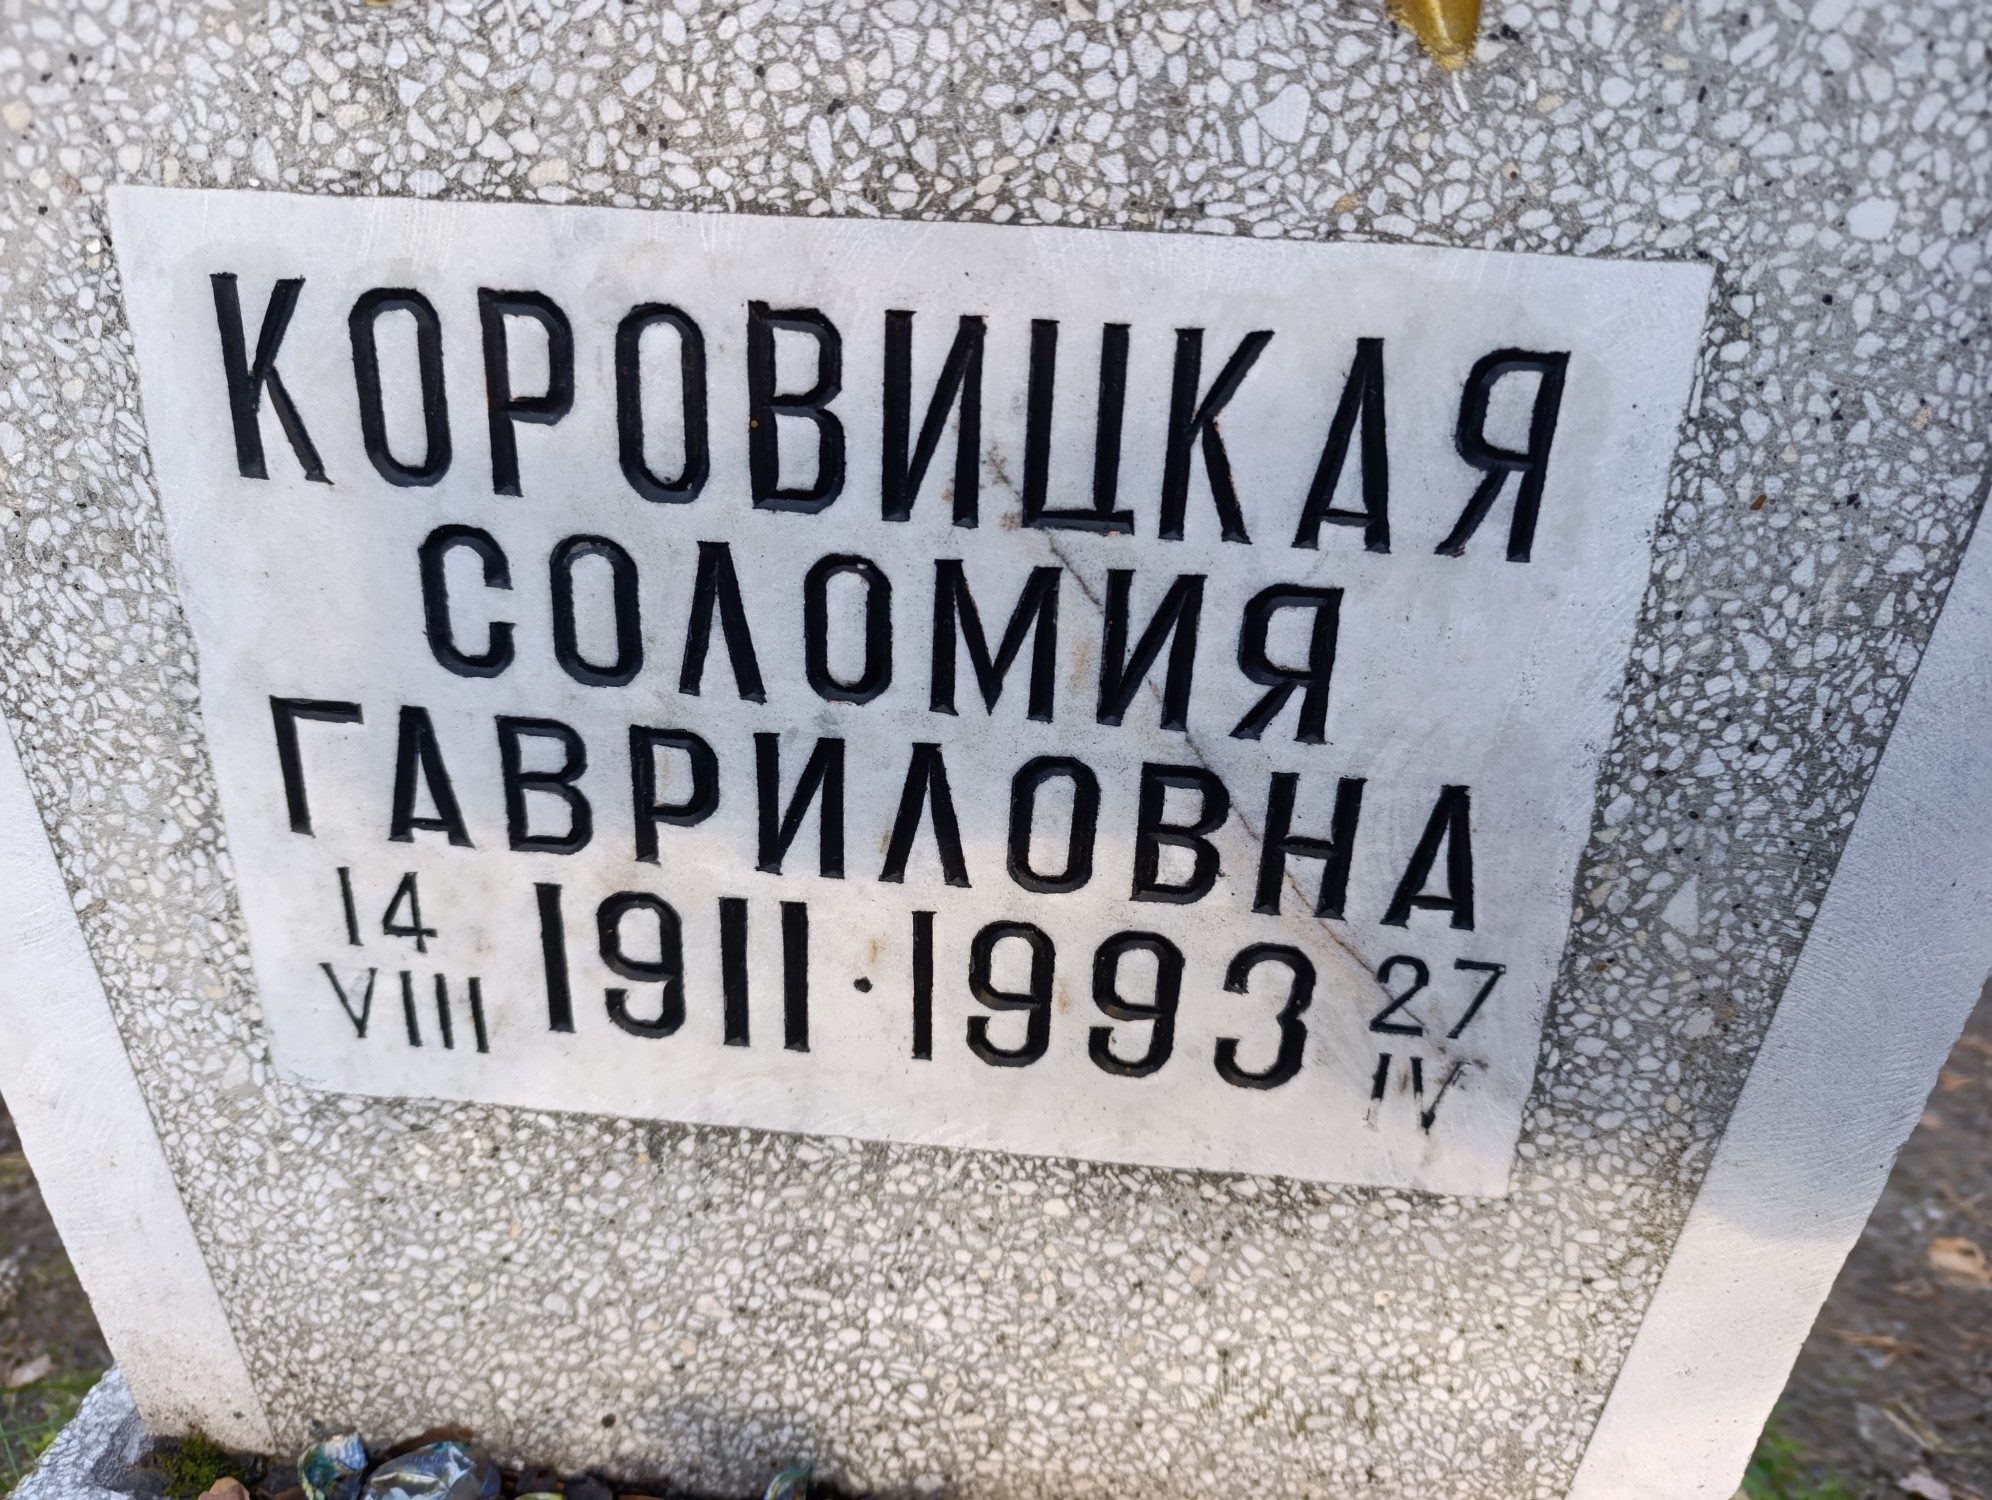 КОРОВИЦКАЯ
СОЛОМИЯ
ГАВРИЛОВНА
14 VIII 1911 · 1993 27 IV